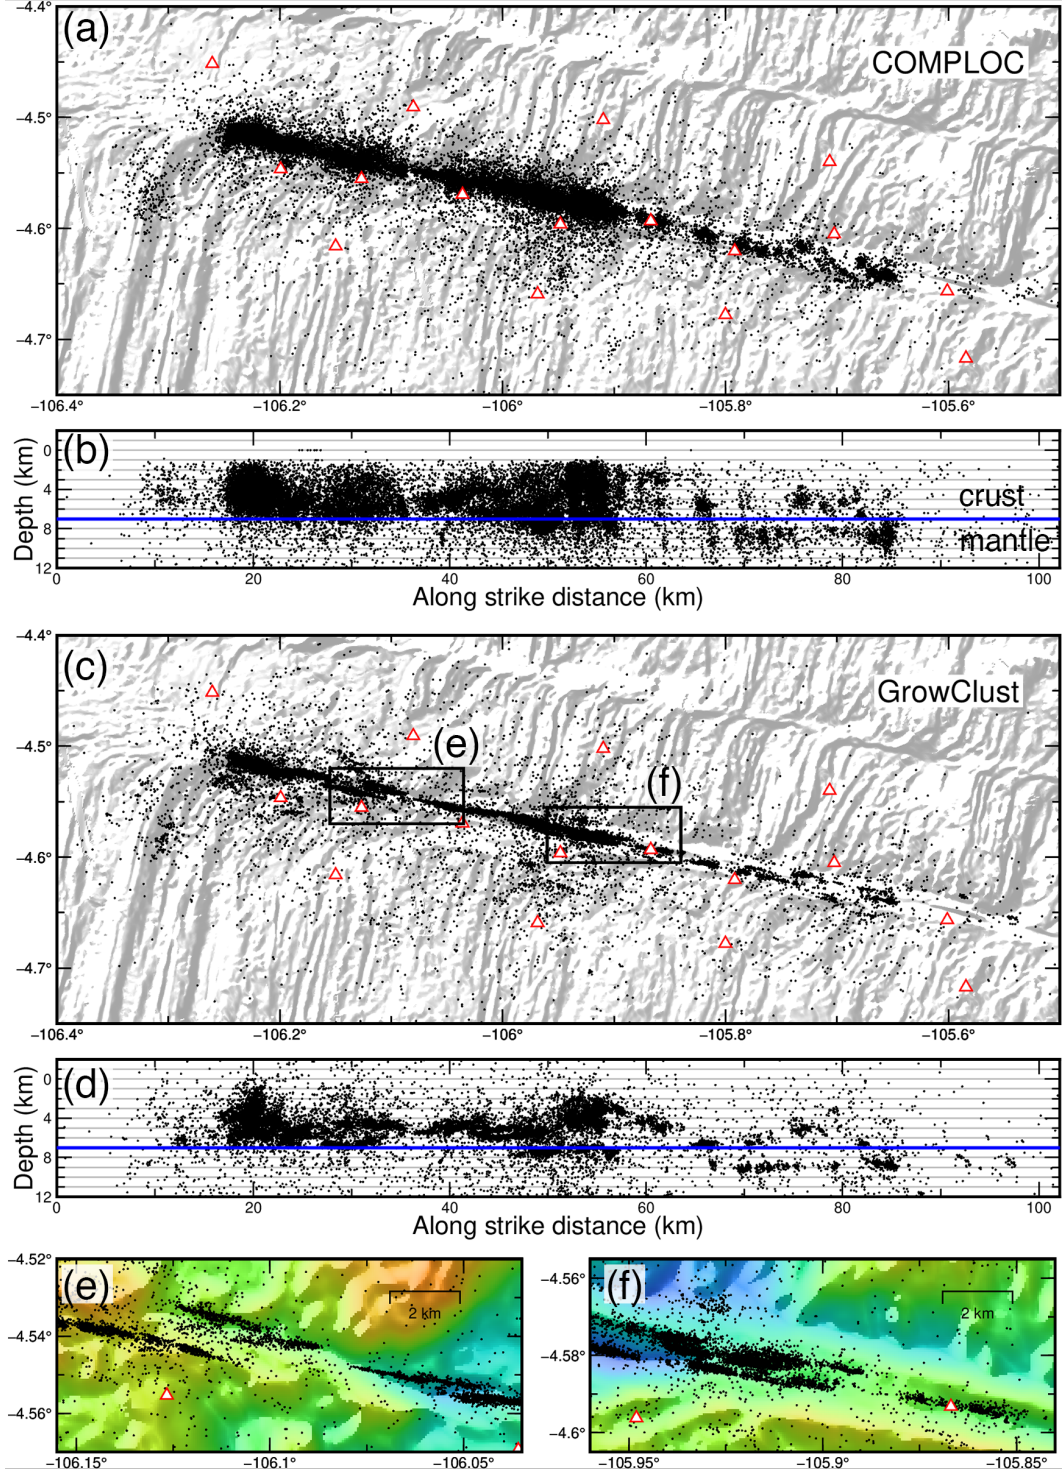 (a)
COMPLOC
−4.4°
−4.5°
−4.6°
−4.7°
−106.4 −106.2° −106° −105.8° −105.6°
(b)
Depth (km)
0
4
8
12
crust
mantle
0 20 40 60 80 100
Along strike distance (km)
(c)
GrowClust
(e)
(f)
−4.4°
−4.5°
−4.6°
−4.7°
−106.4 −106.2° −106° −105.8° −105.6°
(d)
Depth (km)
0
4
8
12
0 20 40 60 80 100
Along strike distance (km)
(e)
2 km
−4.52°
−4.54°
−4.56°
−106.15° −106.1° −106.05°
(f)
2 km
−4.56°
−4.58°
−4.6°
−105.95° −105.9° −105.85°